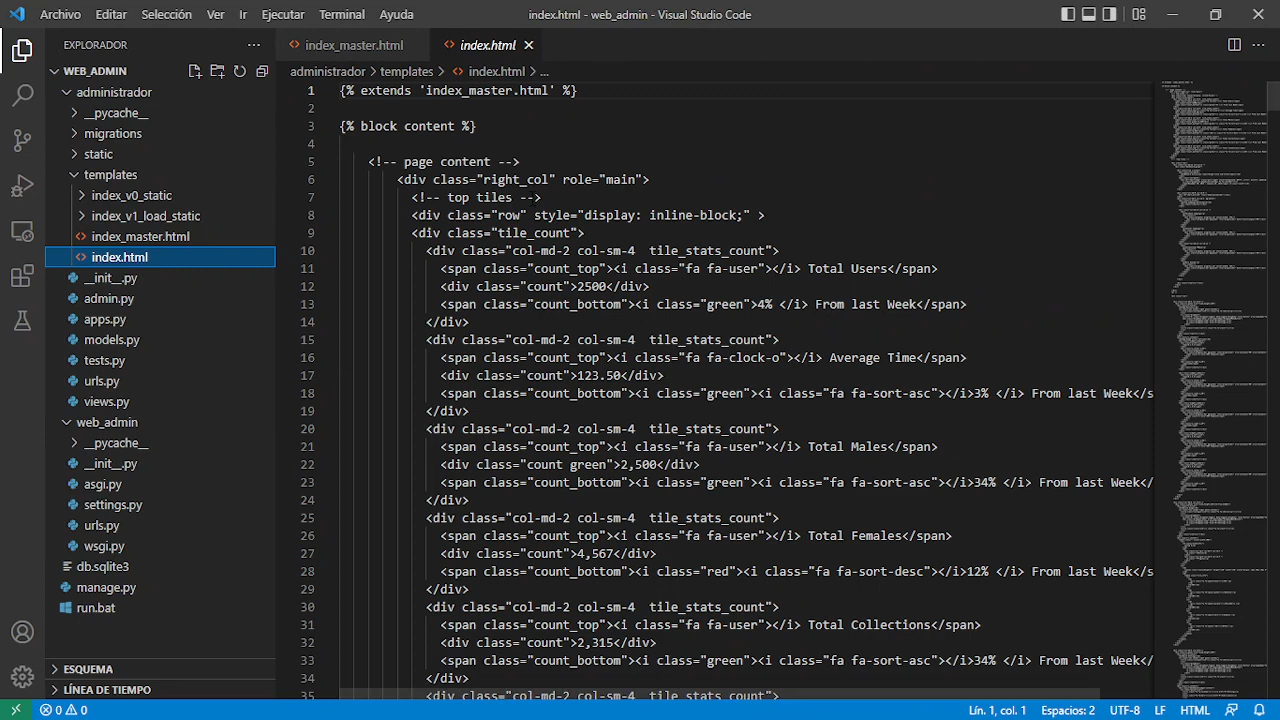 Archivo Editar Selección Ver Ir Ejecutar Terminal Ayuda
index.html - web_admin - Visual Studio Code
EXPLORADOR
WEB_ADMIN
administrador
__pycache__
migrations
static
templates
index_v0_static
index_v1_load_static
index_master.html
index.html
__init__.py
admin.py
apps.py
models.py
tests.py
urls.py
views.py
web_admin
__pycache__
__init__.py
asgi.py
settings.py
urls.py
wsgi.py
db.sqlite3
manage.py
run.bat
ESQUEMA
LÍNEA DE TIEMPO
index_master.html index.html
administrador > templates > index.html > ...
1 {% extends 'index_master.html' %}
2
3 {% block content %}
4
5 <!-- page content -->
6 <div class="right_col" role="main">
7 <!-- top tiles -->
8 <div class="row" style="display: inline-block;" >
9 <div class="tile_count">
10 <div class="col-md-2 col-sm-4 tile_stats_count">
11 <span class="count_top"><i class="fa fa-user"></i> Total Users</span>
12 <div class="count">2500</div>
13 <span class="count_bottom"><i class="green">4% </i> From last Week</span>
14 </div>
15 <div class="col-md-2 col-sm-4 tile_stats_count">
16 <span class="count_top"><i class="fa fa-clock-o"></i> Average Time</span>
17 <div class="count">123.50</div>
18 <span class="count_bottom"><i class="green"><i class="fa fa-sort-asc"></i>3% </i> From last Week</s
19 </div>
20 <div class="col-md-2 col-sm-4 tile_stats_count">
21 <span class="count_top"><i class="fa fa-user"></i> Total Males</span>
22 <div class="count green">2,500</div>
23 <span class="count_bottom"><i class="green"><i class="fa fa-sort-asc"></i>34% </i> From last Week</
24 </div>
25 <div class="col-md-2 col-sm-4 tile_stats_count">
26 <span class="count_top"><i class="fa fa-user"></i> Total Females</span>
27 <div class="count">4,567</div>
28 <span class="count_bottom"><i class="red"><i class="fa fa-sort-desc"></i>12% </i> From last Week</s
29 </div>
30 <div class="col-md-2 col-sm-4 tile_stats_count">
31 <span class="count_top"><i class="fa fa-user"></i> Total Collections</span>
32 <div class="count">2,315</div>
33 <span class="count_bottom"><i class="green"><i class="fa fa-sort-asc"></i>34% </i> From last Week</
34 </div>
35 <div class="col-md-2 col-sm-4 tile_stats_count">
0 0 Lín. 1, col. 1 Espacios: 2 UTF-8 LF HTML